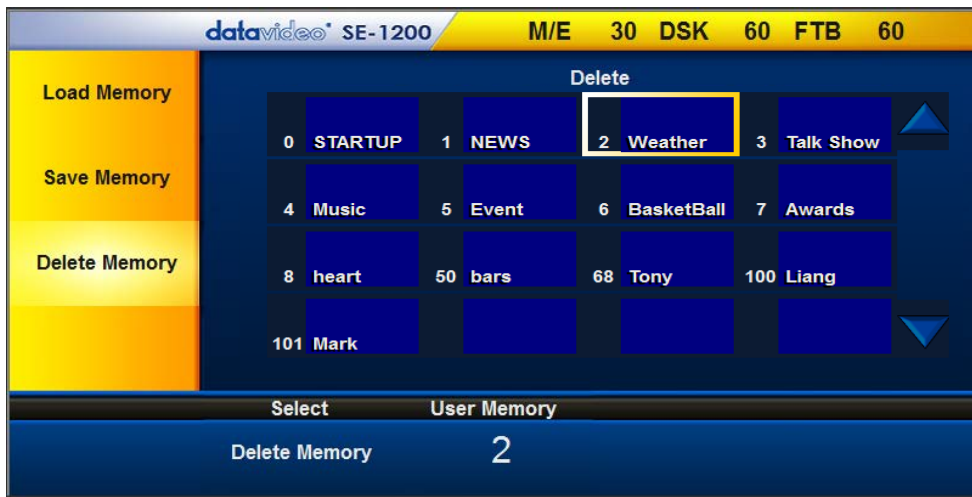 datavideo SE-1200 M/E 30 DSK 60 FTB 60
Load Memory
Save Memory
Delete Memory
Delete
0 STARTUP 1 NEWS 2 Weather 3 Talk Show
4 Music 5 Event 6 BasketBall 7 Awards
8 heart 50 bars 68 Tony 100 Liang
101 Mark
Select User Memory
Delete Memory 2